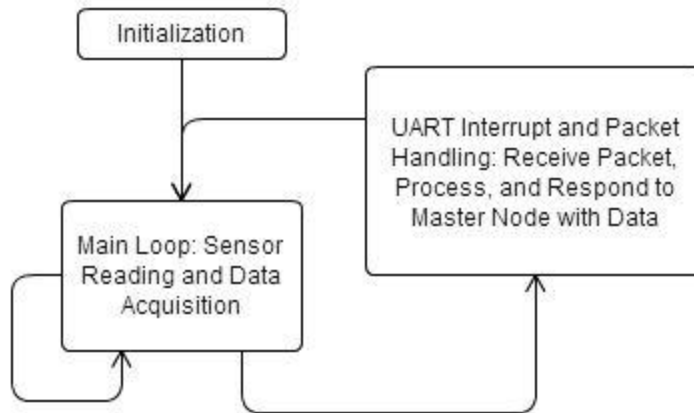 Initialization
UART Interrupt and Packet
Handling: Receive Packet,
Process, and Respond to
Master Node with Data
Main Loop: Sensor
Reading and Data
Acquisition